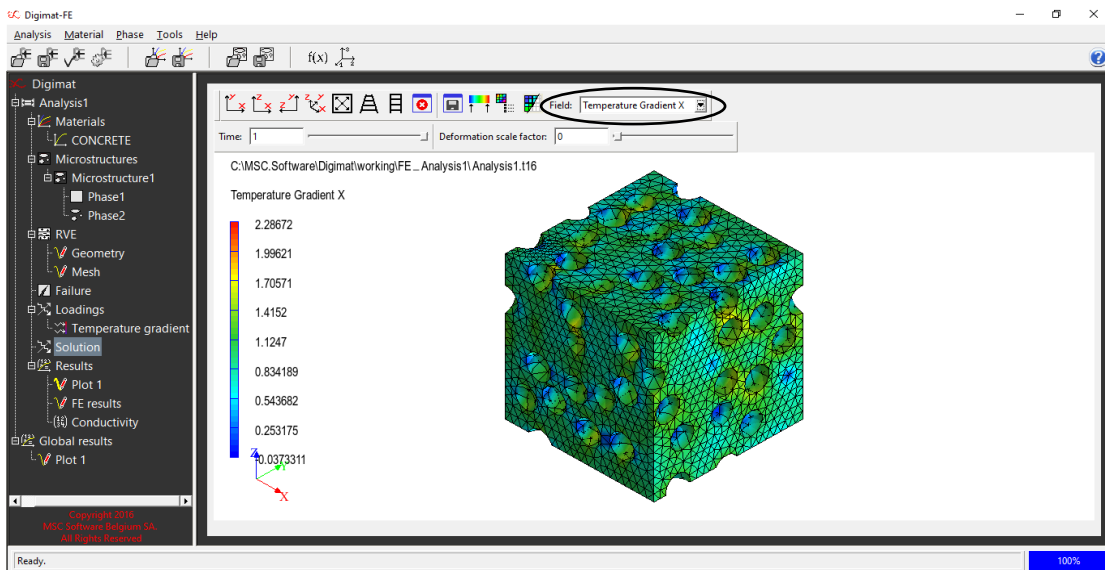 Digimat-FE
Analysis Material Phase Tools Help
f(x)
Digimat
Analysis1
Materials
CONCRETE
Microstructures
Microstructure1
Phase1
Phase2
RVE
Geometry
Mesh
Failure
Loadings
Temperature gradient
Solution
Results
Plot 1
FE results
Conductivity
Global results
Plot 1
Copyright 2016
MSC Software Belgium SA.
All Rights Reserved
Field: Temperature Gradient X
Time: 1 Deformation scale factor: 0
C:\MSC.Software\Digimat\working\FE_Analysis1\Analysis1.t16
Temperature Gradient X
2.28672
1.99621
1.70571
1.4152
1.1247
0.834189
0.543682
0.253175
-0.0373311
Z
Y
X
Ready. 100%